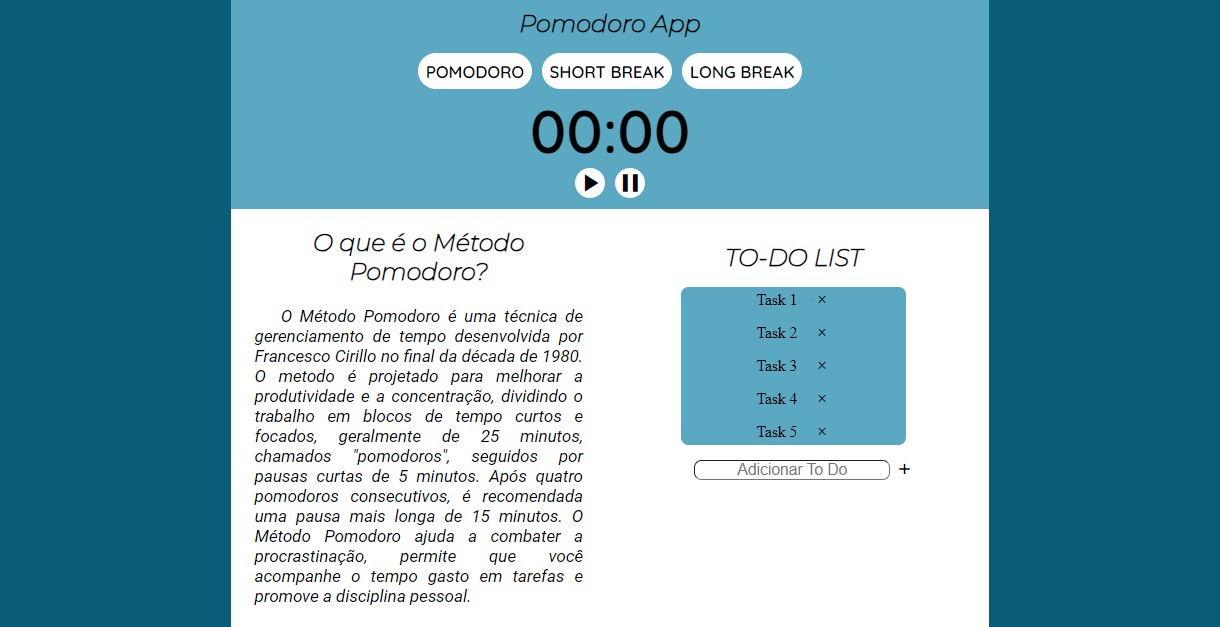 Pomodoro App
POMODORO SHORT BREAK LONG BREAK
00:00
O que é o Método
Pomodoro?
O Método Pomodoro é uma técnica de
gerenciamento de tempo desenvolvida por
Francesco Cirillo no final da década de 1980.
O metodo é projetado para melhorar a
produtividade e a concentração, dividindo o
trabalho em blocos de tempo curtos e
focados, geralmente de 25 minutos,
chamados "pomodoros", seguidos por
pausas curtas de 5 minutos. Após quatro
pomodoros consecutivos, é recomendada
uma pausa mais longa de 15 minutos. O
Método Pomodoro ajuda a combater a
procrastinação, permite que você
acompanhe o tempo gasto em tarefas e
promove a disciplina pessoal.
TO-DO LIST
Task 1 ×
Task 2 ×
Task 3 ×
Task 4 ×
Task 5 ×
Adicionar To Do +